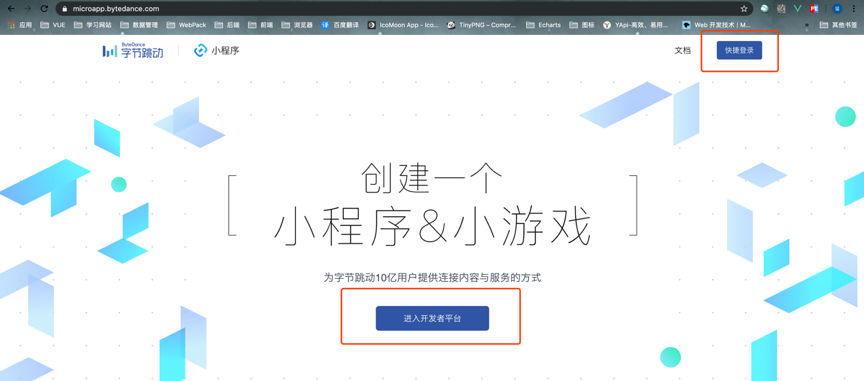 microapp.bytedance.com
应用 VUE 学习网站 数据管理 WebPack 后端 前端 浏览器 百度翻译 IcoMoon App - Ico... TinyPNG – Compr... Echarts 图标 YApi-高效、易用... Web 开发技术 | M... » 其他书签
ByteDance
字节跳动 小程序 文档 快捷登录
创建一个
小程序&小游戏
为字节跳动10亿用户提供连接内容与服务的方式
进入开发者平台